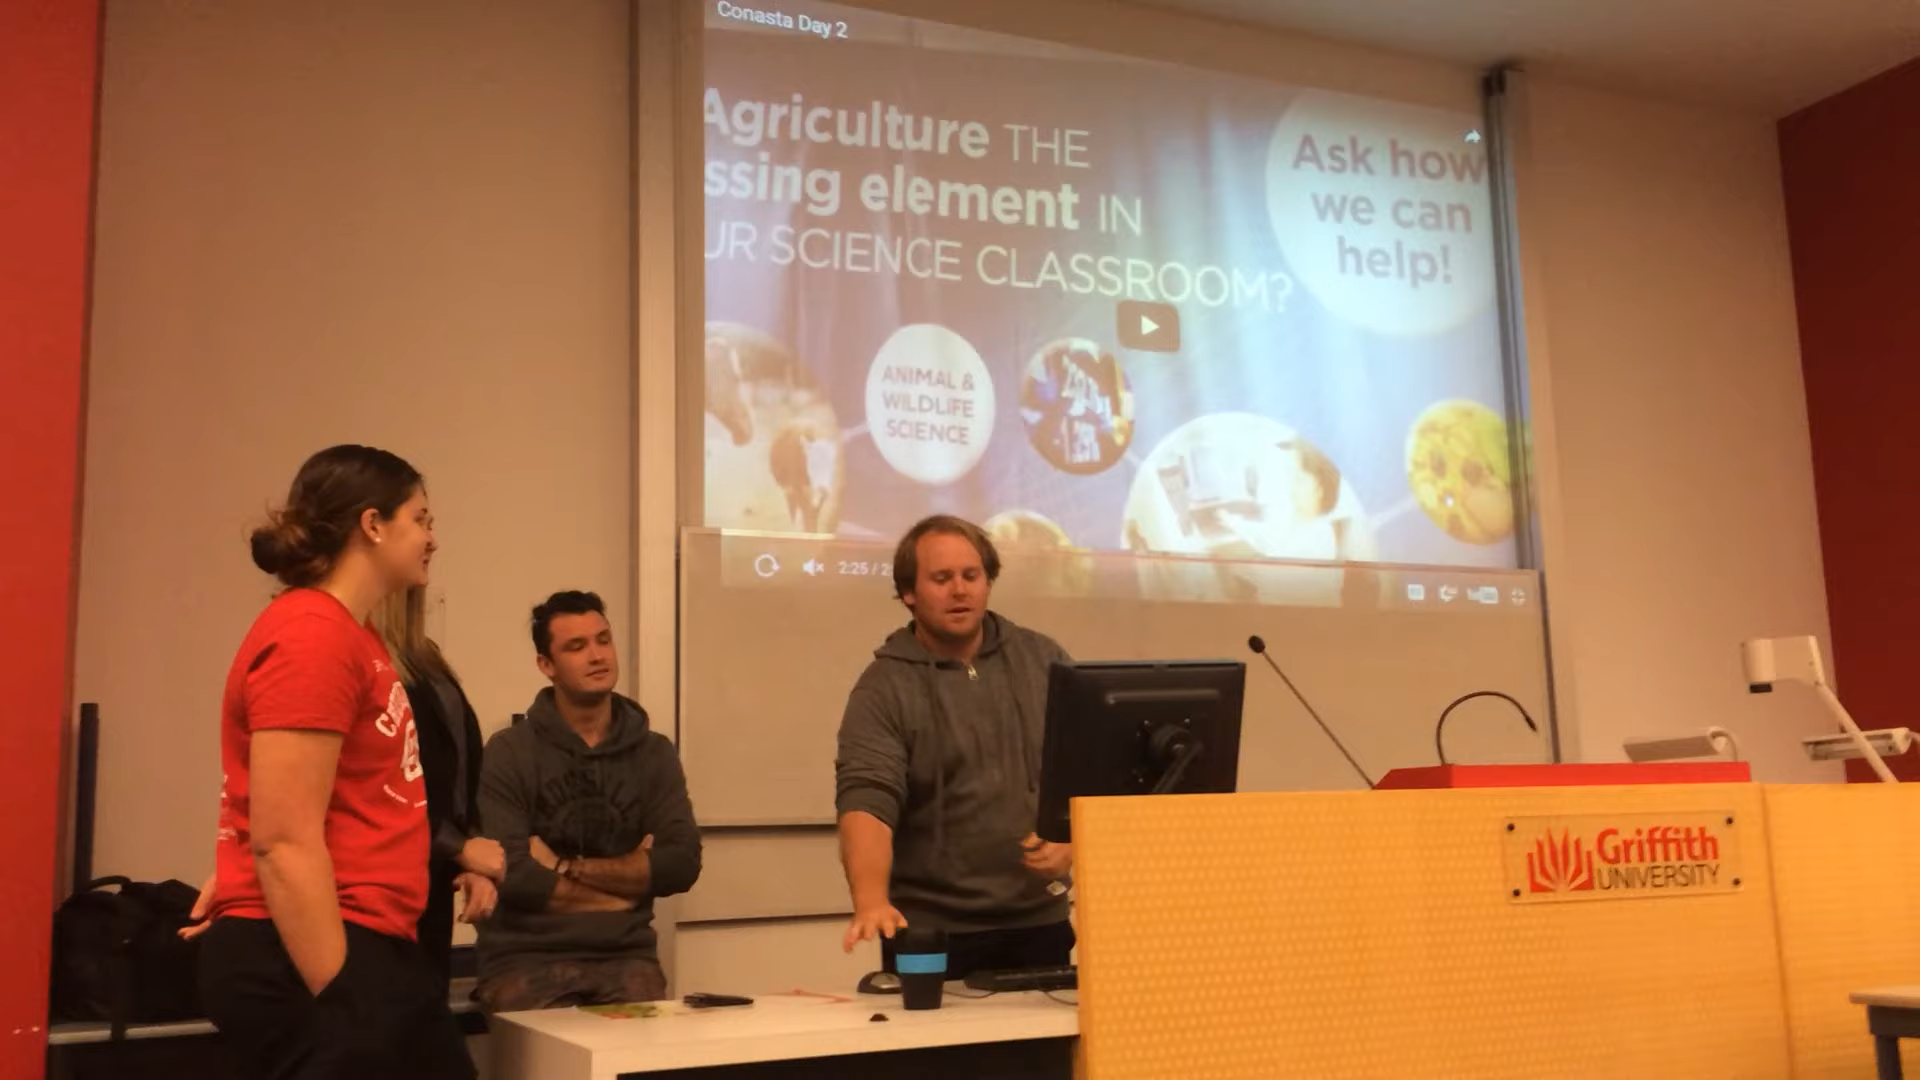 Conasta Day 2
Agriculture THE
ssing element IN
UR SCIENCE CLASSROOM?
Ask how
we can
help!
ANIMAL &
WILDLIFE
SCIENCE
2:25 / 2:
YouTube
Griffith
UNIVERSITY